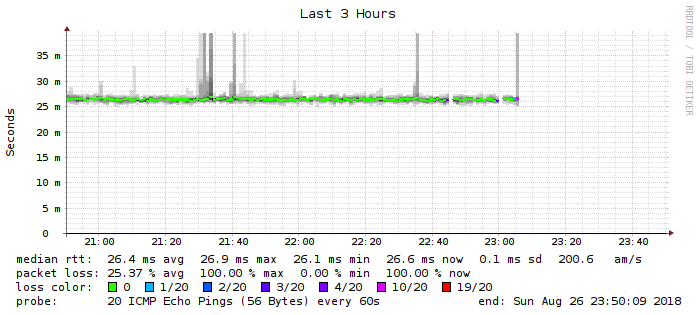 Last 3 Hours
RRDTOOL / TOBI OETIKER
Seconds
35 m
30 m
25 m
20 m
15 m
10 m
5 m
0
21:00 21:20 21:40 22:00 22:20 22:40 23:00 23:20 23:40
median rtt: 26.4 ms avg 26.9 ms max 26.1 ms min 26.6 ms now 0.1 ms sd 200.6 am/s
packet loss: 25.37 % avg 100.00 % max 0.00 % min 100.00 % now
loss color: 0 1/20 2/20 3/20 4/20 10/20 19/20
probe: 20 ICMP Echo Pings (56 Bytes) every 60s end: Sun Aug 26 23:50:09 2018